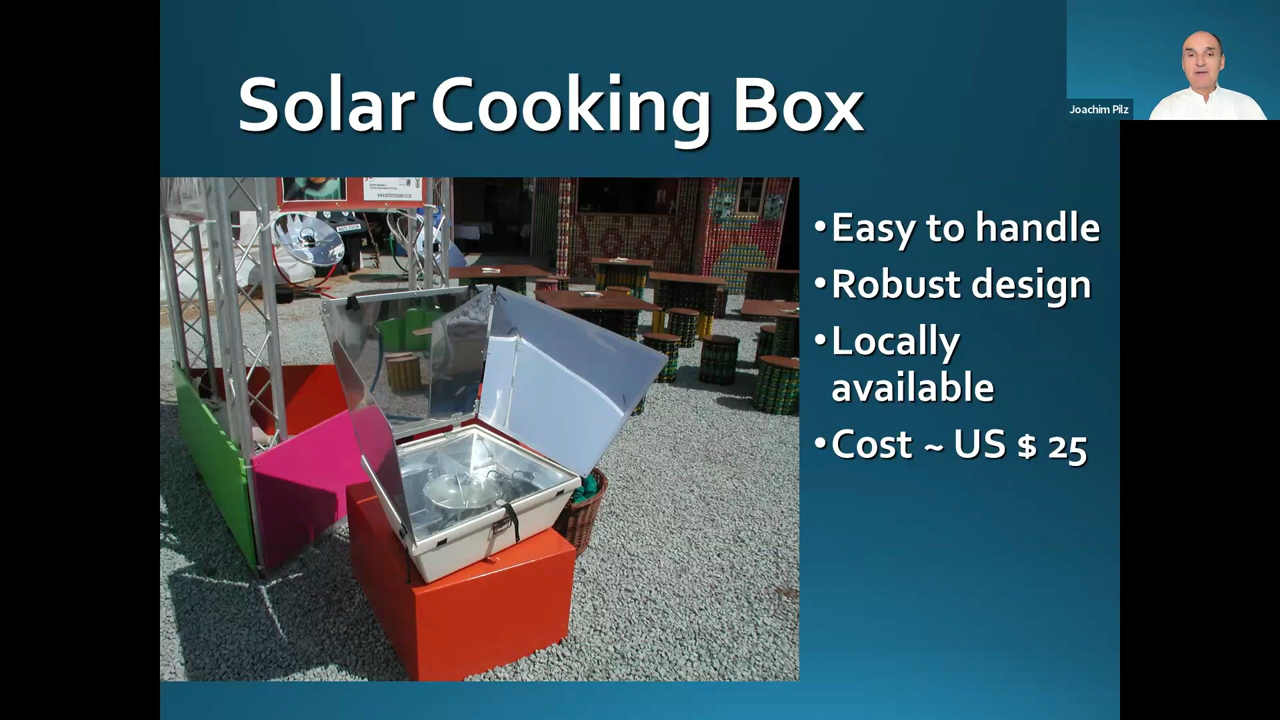 Solar Cooking Box
Joachim Pilz
•Easy to handle
•Robust design
•Locally
available
•Cost ~ US $ 25